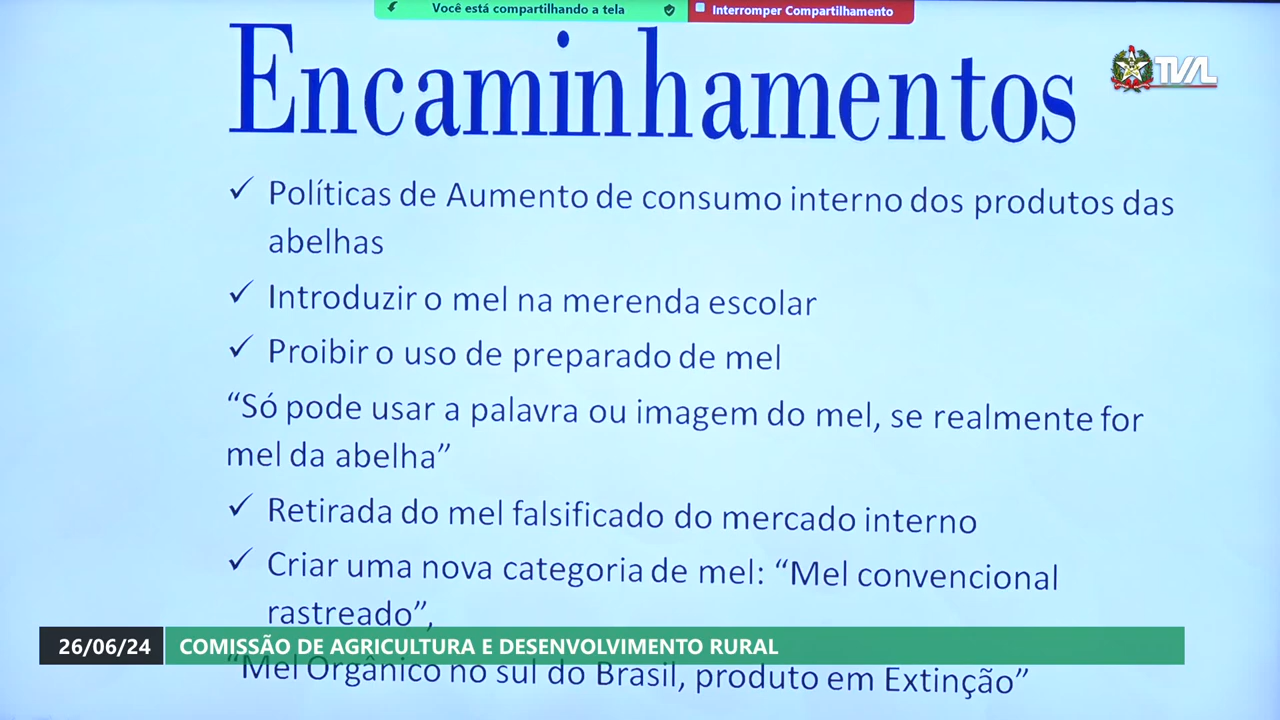 Você está compartilhando a tela
Interromper Compartilhamento
Encaminhamentos
TVAL
✓ Políticas de Aumento de consumo interno dos produtos das
abelhas
✓ Introduzir o mel na merenda escolar
✓ Proibir o uso de preparado de mel
“Só pode usar a palavra ou imagem do mel, se realmente for
mel da abelha”
✓ Retirada do mel falsificado do mercado interno
✓ Criar uma nova categoria de mel: “Mel convencional
rastreado”,
26/06/24 COMISSÃO DE AGRICULTURA E DESENVOLVIMENTO RURAL
“Mel Orgânico no sul do Brasil, produto em Extinção”